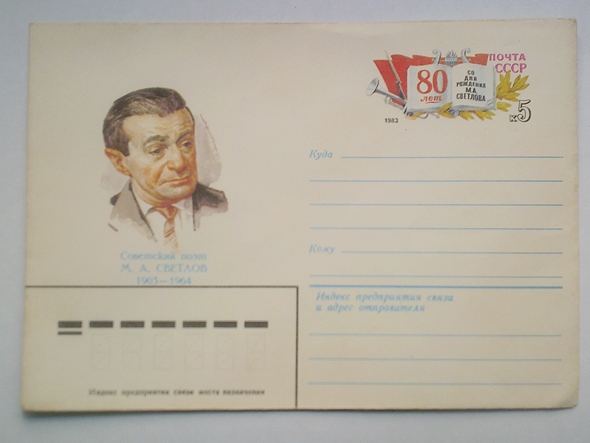 ПОЧТА
СССР
80
лет
СО
ДНЯ
РОЖДЕНИЯ
М.А.
СВЕТЛОВА
1983
к5
Куда
Кому
Советский поэт
М. А. СВЕТЛОВ
1903—1964
Индекс предприятия связи
и адрес отправителя
Индекс предприятия связи места назначения